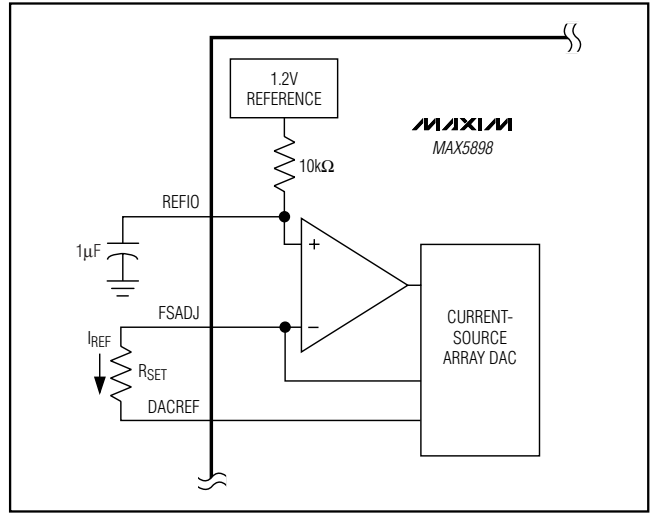 1.2V
REFERENCE
MAXIM
MAX5898
10kΩ
REFIO
1µF
+
FSADJ
−
IREF
RSET
DACREF
CURRENT-
SOURCE
ARRAY DAC